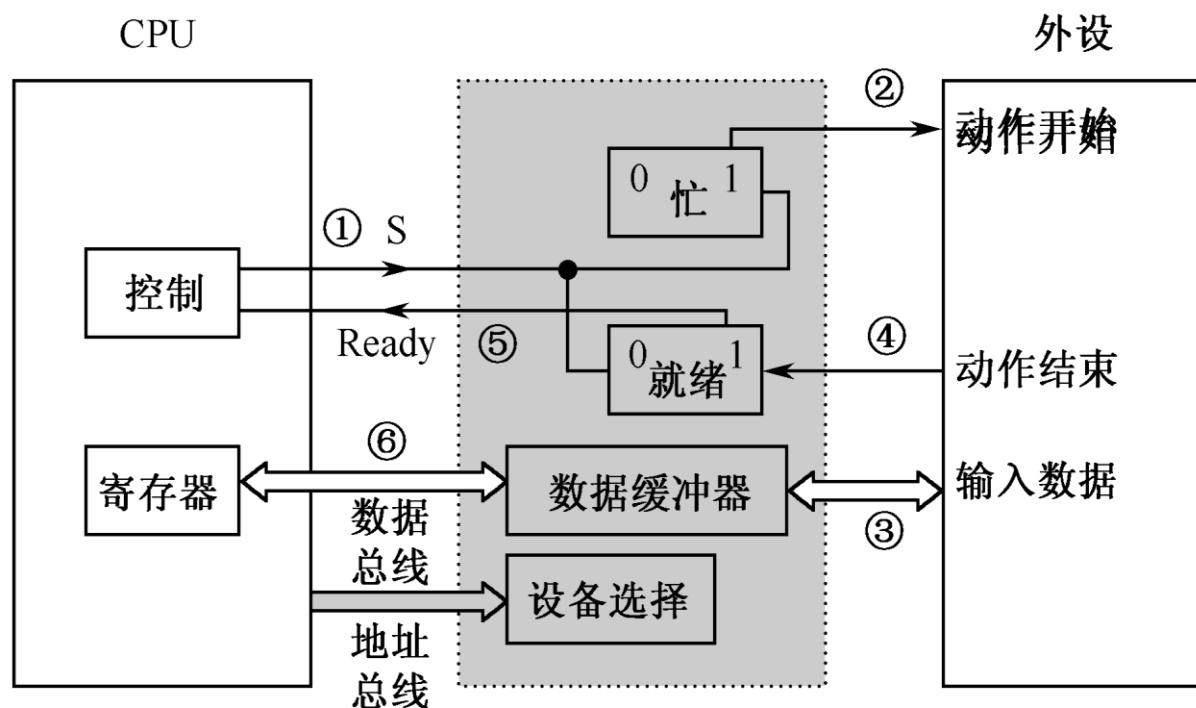 CPU
外设
②
动作开始
0 1
忙
① S
控制
Ready
⑤
0 1
就绪
④
动作结束
⑥
寄存器
数据缓冲器
输入数据
③
数据
总线
设备选择
地址
总线